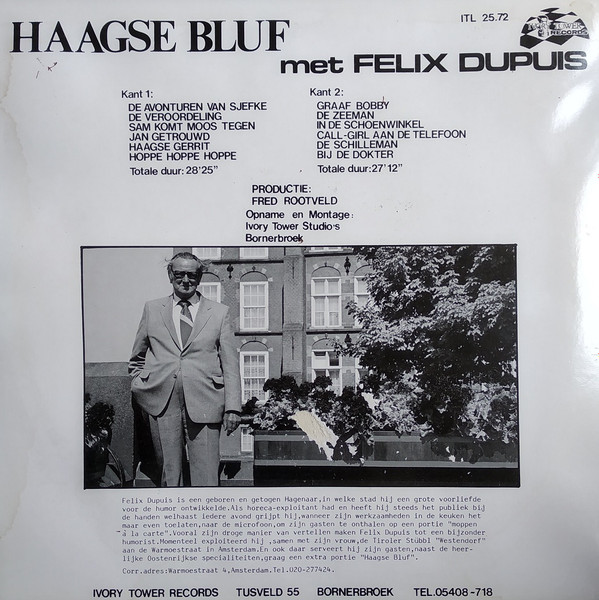 ITL 25.72
IVORY TOWER
RECORDS
HAAGSE BLUF
met FELIX DUPUIS
Kant 1:
DE AVONTUREN VAN SJEFKE
DE VEROORDELING
SAM KOMT MOOS TEGEN
JAN GETROUWD
HAAGSE GERRIT
HOPPE HOPPE HOPPE
Totale duur: 28'25"
Kant 2:
GRAAF BOBBY
DE ZEEMAN
IN DE SCHOENWINKEL
CALL-GIRL AAN DE TELEFOON
DE SCHILLEMAN
BIJ DE DOKTER
Totale duur: 27'12"
PRODUCTIE:
FRED ROOTVELD
Opname en Montage:
Ivory Tower Studio's
Bornerbroek
Felix Dupuis is een geboren en getogen Hagenaar,in welke stad hij een grote voorliefde
voor de humor ontwikkelde.Als horeca-exploitant had en heeft hij steeds het publiek bij
de handen welhaast iedere avond grijpt hij,wanneer zijn werkzaamheden in de keuken het
maar even toelaten,naar de microfoon,om zijn gasten te onthalen op een portie "moppen
à la carte".Vooral zijn droge manier van vertellen maken Felix Dupuis tot een bijzonder
humorist.Momenteel exploiteerd hij ,samen met zijn vrouw,de Tiroler Stübbl "Westendorf"
aan de Warmoestraat in Amsterdam.En ook daar serveert hij zijn gasten,naast de heer-
lijke Oostenrijkse specialiteiten,graag een extra portie "Haagse Bluf".
Corr.adres:Warmoestraat 4,Amsterdam.Tel.020-277424.
IVORY TOWER RECORDS TUSVELD 55 BORNERBROEK TEL.05408-718